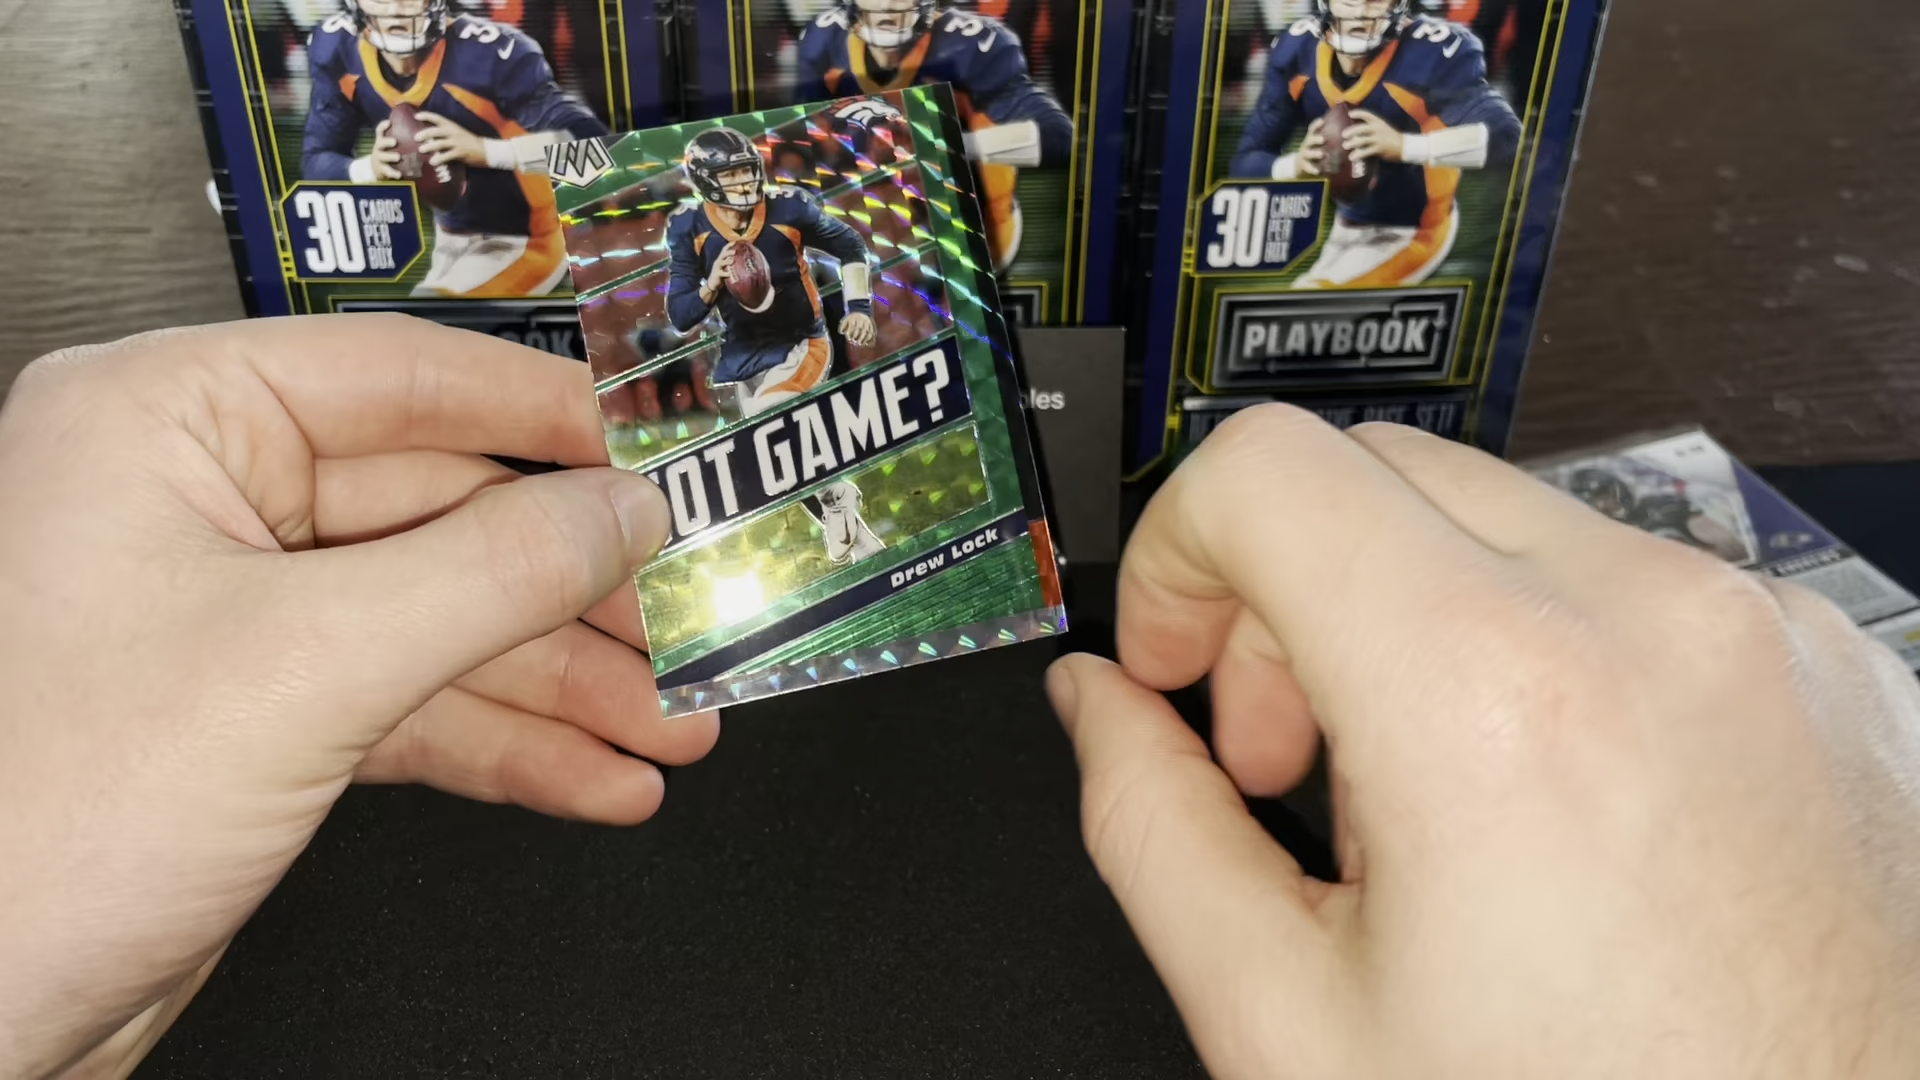 30 CARDS PER BOX
30 CARDS PER BOX
PLAYBOOK
GOT GAME?
Drew Lock